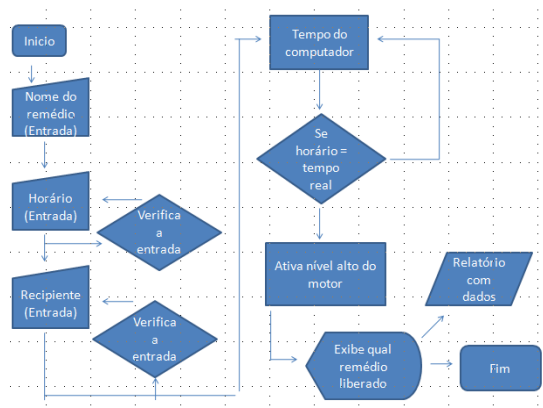 Inicio
Nome do
remédio
(Entrada)
Horário
(Entrada)
Verifica
a
entrada
Recipiente
(Entrada)
Verifica
a
entrada
Tempo do
computador
Se
horário =
tempo
real
Ativa nível alto do
motor
Exibe qual
remédio
liberado
Relatório
com
dados
Fim